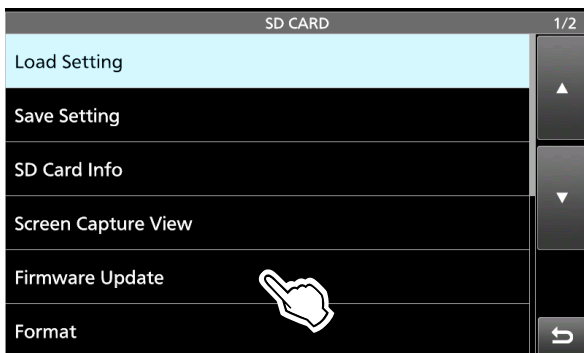 SD CARD 1/2
Load Setting
Save Setting
SD Card Info
Screen Capture View
Firmware Update
Format